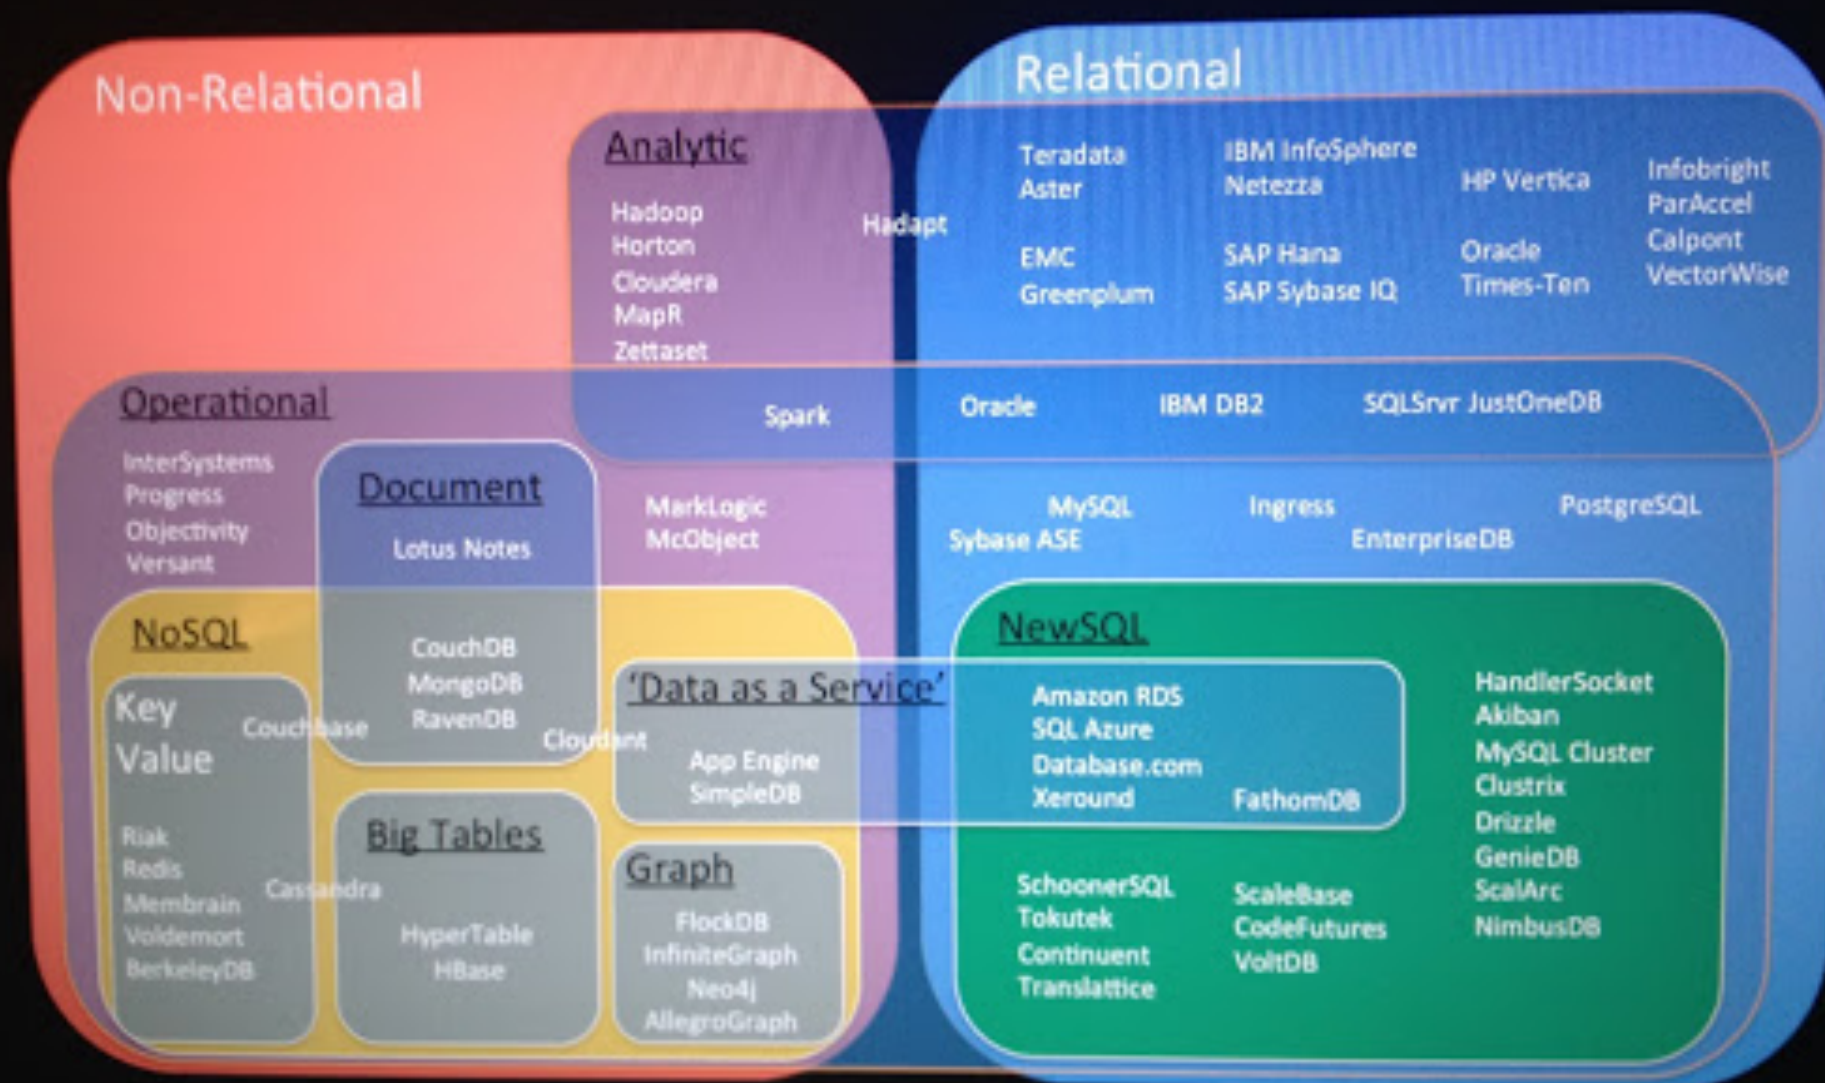 Non-Relational
Relational
Analytic
Hadoop
Horton
Cloudera
MapR
Zettaset
Hadapt
Teradata
Aster
EMC
Greenplum
IBM InfoSphere
Netezza
SAP Hana
SAP Sybase IQ
HP Vertica
Oracle
Times-Ten
Infobright
ParAccel
Calpont
VectorWise
Operational
Spark
Oracle
IBM DB2
SQLSrvr JustOneDB
InterSystems
Progress
Objectivity
Versant
Document
Lotus Notes
MarkLogic
McObject
MySQL
Ingress
PostgreSQL
Sybase ASE
EnterpriseDB
NoSQL
CouchDB
MongoDB
RavenDB
Key
Value
Couchbase
Cloudant
Riak
Redis
Membrain
Voldemort
BerkeleyDB
Cassandra
Big Tables
HyperTable
HBase
'Data as a Service'
App Engine
SimpleDB
Graph
FlockDB
InfiniteGraph
Neo4j
AllegroGraph
NewSQL
Amazon RDS
SQL Azure
Database.com
Xeround
FathomDB
HandlerSocket
Akiban
MySQL Cluster
Clustrix
Drizzle
GenieDB
ScalArc
NimbusDB
SchoonerSQL
Tokutek
Continuent
Translattice
ScaleBase
CodeFutures
VoltDB